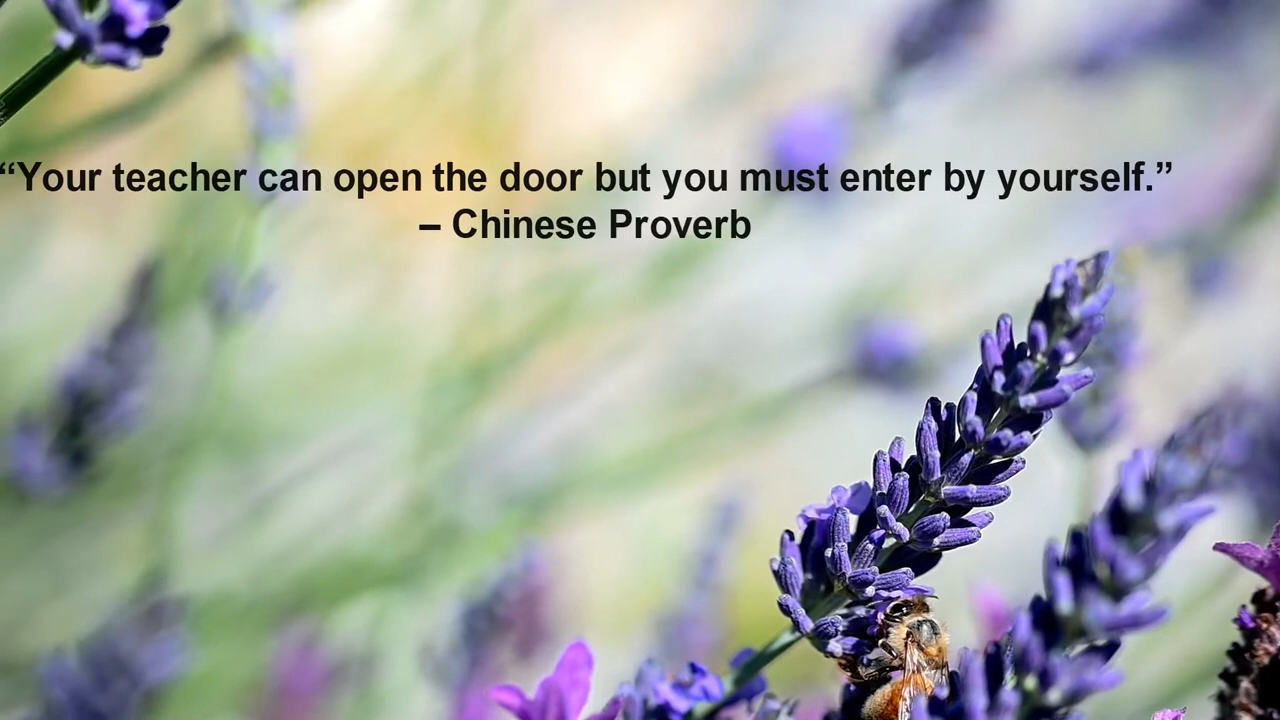 “Your teacher can open the door but you must enter by yourself.”
– Chinese Proverb